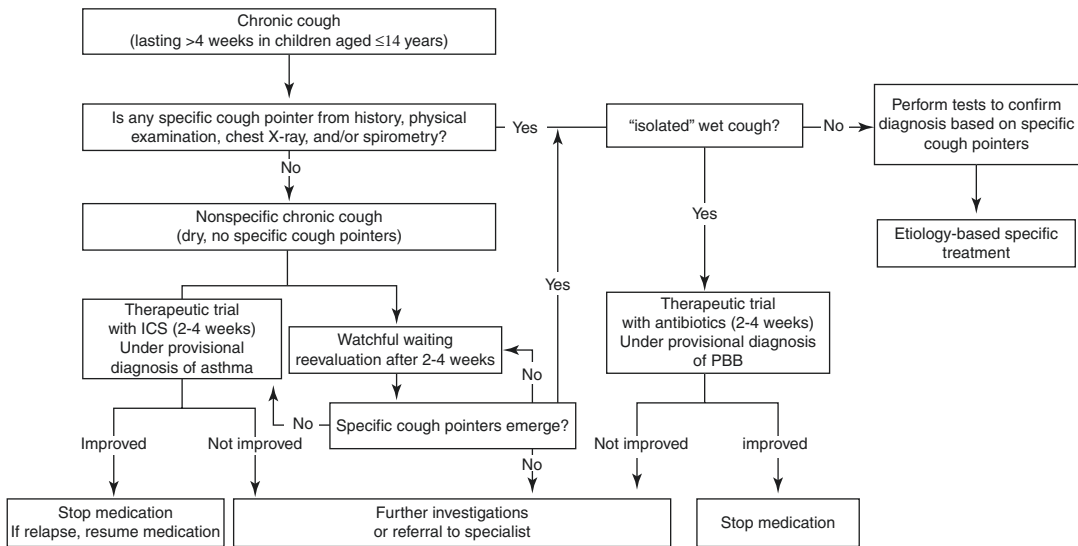 Chronic cough
(lasting >4 weeks in children aged ≤14 years)
Is any specific cough pointer from history, physical
examination, chest X-ray, and/or spirometry?
Yes
"isolated" wet cough?
No
Perform tests to confirm
diagnosis based on specific
cough pointers
No
Nonspecific chronic cough
(dry, no specific cough pointers)
Yes
Etiology-based specific
treatment
Yes
Therapeutic trial
with ICS (2-4 weeks)
Under provisional
diagnosis of asthma
Watchful waiting
reevaluation after 2-4 weeks
Therapeutic trial
with antibiotics (2-4 weeks)
Under provisional diagnosis
of PBB
No
No
Specific cough pointers emerge?
Improved
Not improved
No
Not improved
improved
Stop medication
If relapse, resume medication
Further investigations
or referral to specialist
Stop medication